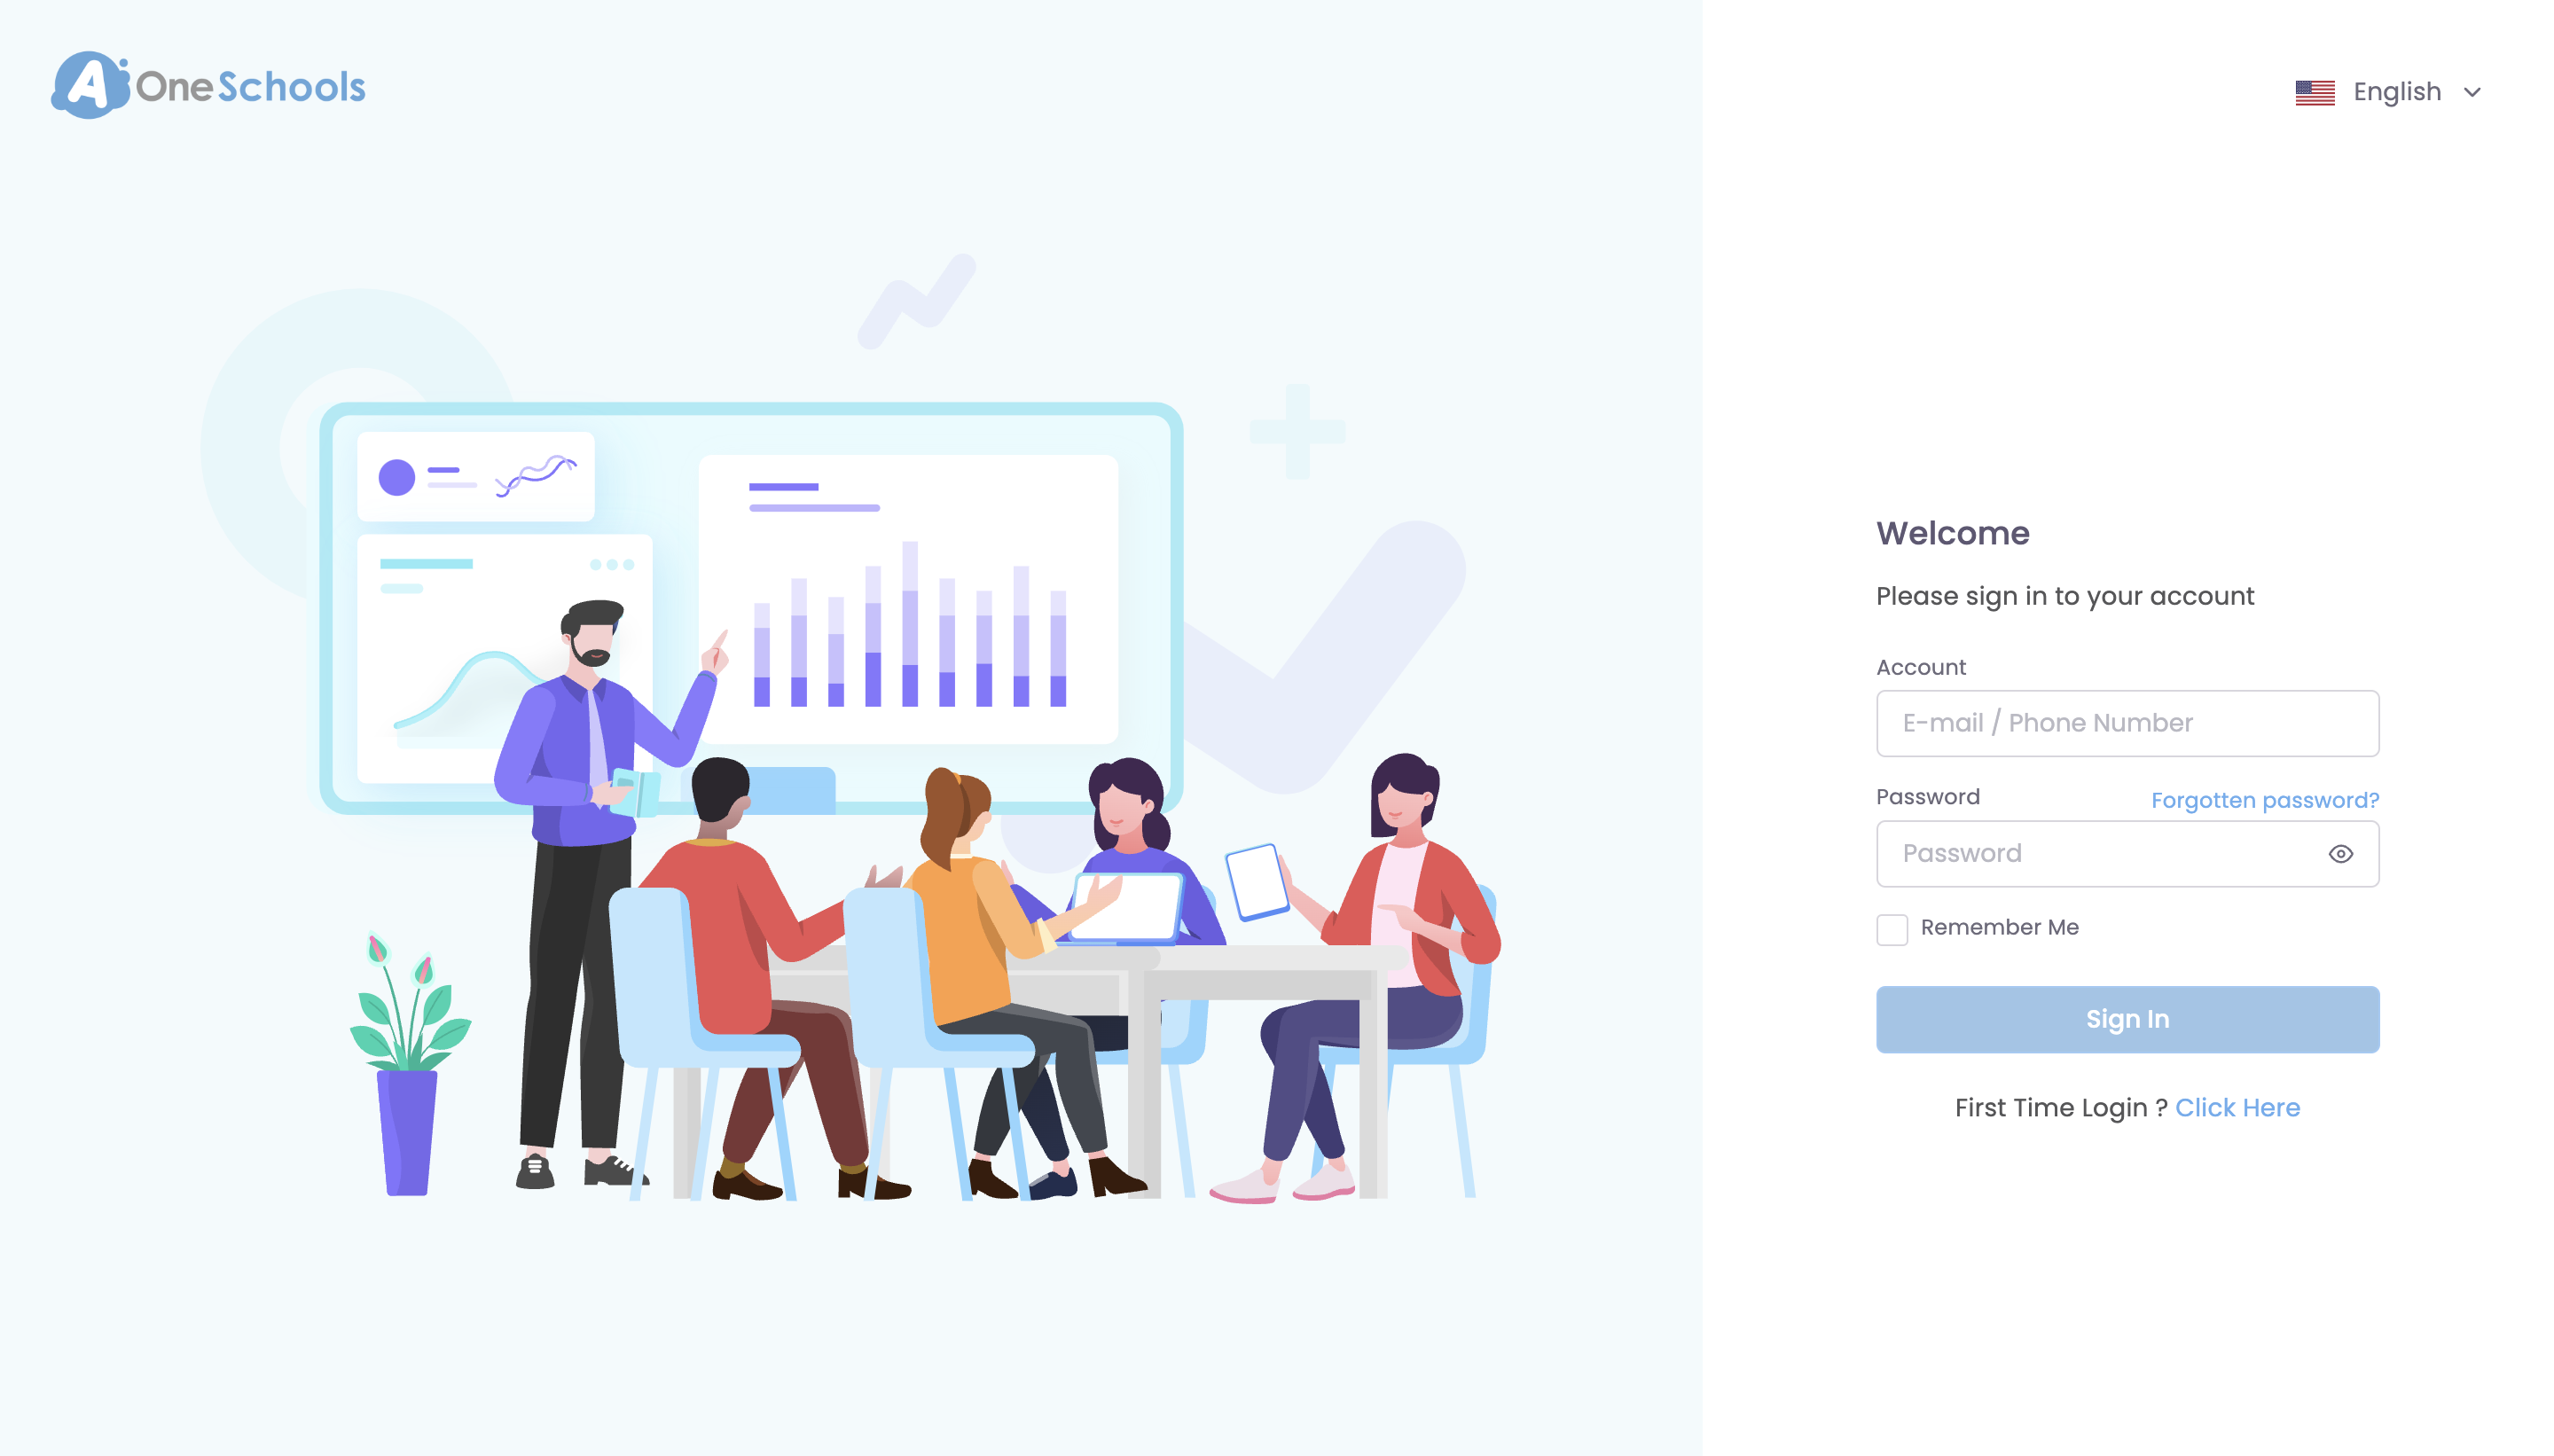 A OneSchools
English
Welcome
Please sign in to your account
Account
E-mail / Phone Number
Password
Forgotten password?
Password
Remember Me
Sign In
First Time Login ? Click Here